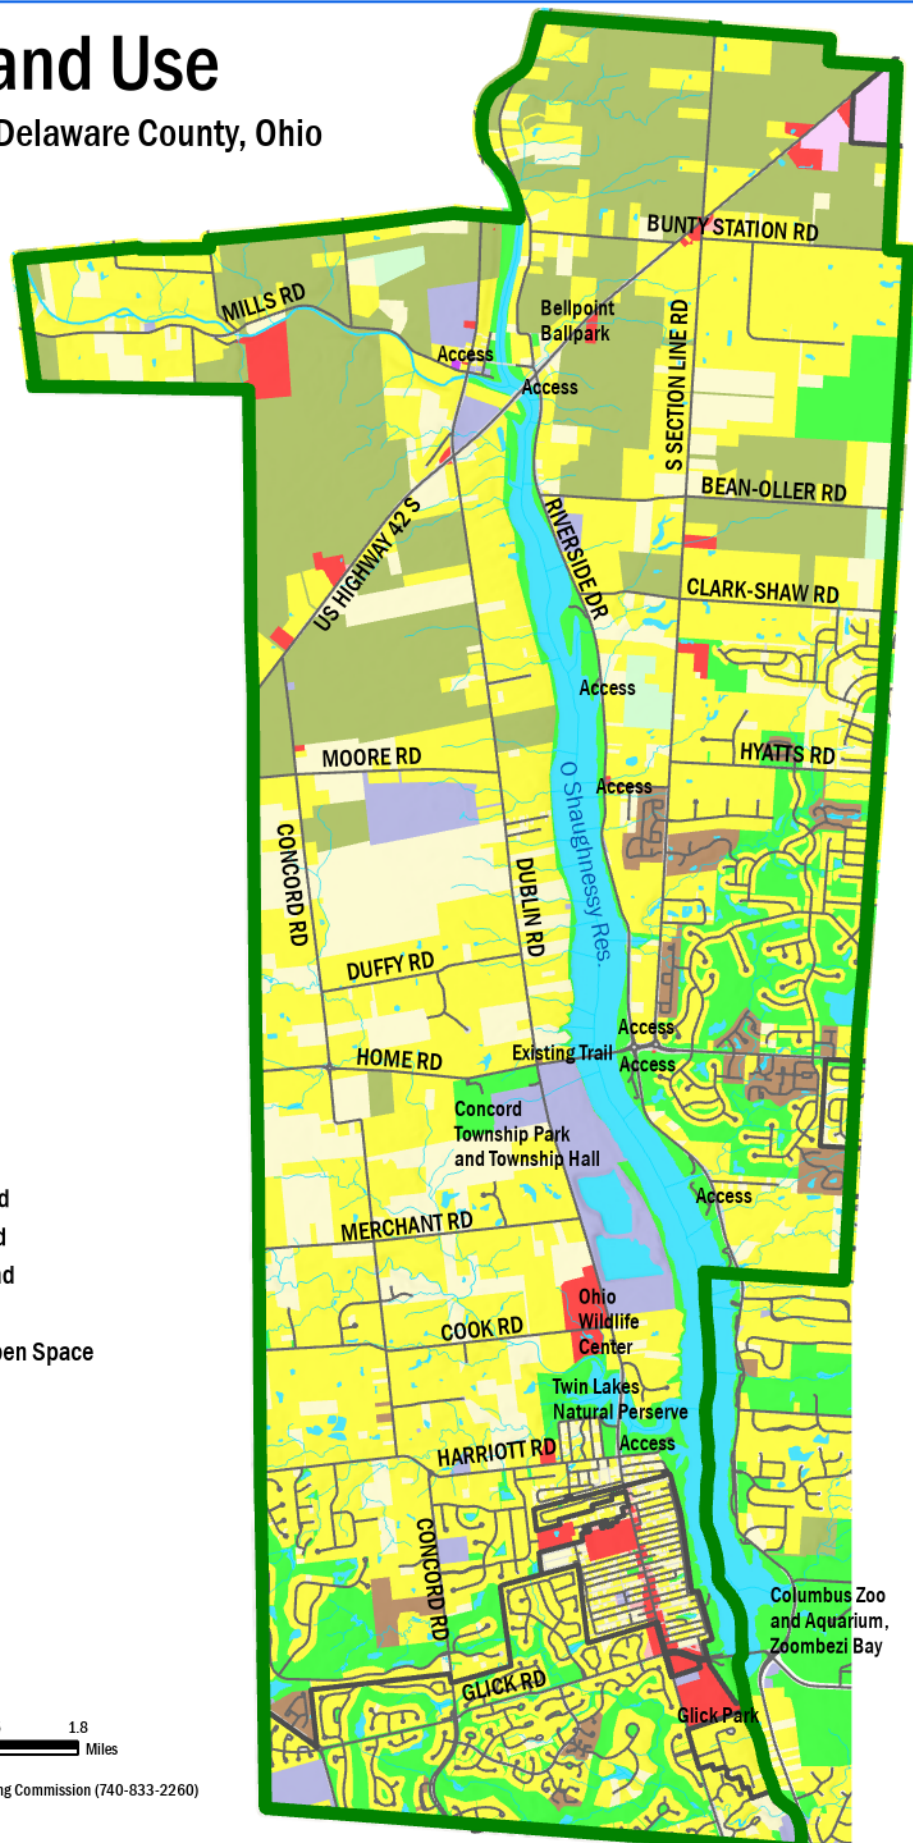 and Use
Delaware County, Ohio
BUNTY STATION RD
MILLS RD
Bellpoint
Ballpark
S SECTION LINE RD
Access
Access
BEAN-OLLER RD
US HIGHWAY 42 S
RIVERSIDE DR
CLARK-SHAW RD
Access
MOORE RD
HYATTS RD
Access
O Shaughnessy Res.
CONCORD RD
DUBLIN RD
DUFFY RD
Access
HOME RD
Existing Trail
Access
Concord
Township Park
and Township Hall
Access
MERCHANT RD
d
d
nd
Ohio
Wildlife
Center
COOK RD
pen Space
Twin Lakes
Natural Perserve
HARRIOTT RD
Access
CONCORD RD
Columbus Zoo
and Aquarium,
Zoombezi Bay
GLICK RD
Glick Park
1.8
Miles
ng Commission (740-833-2260)